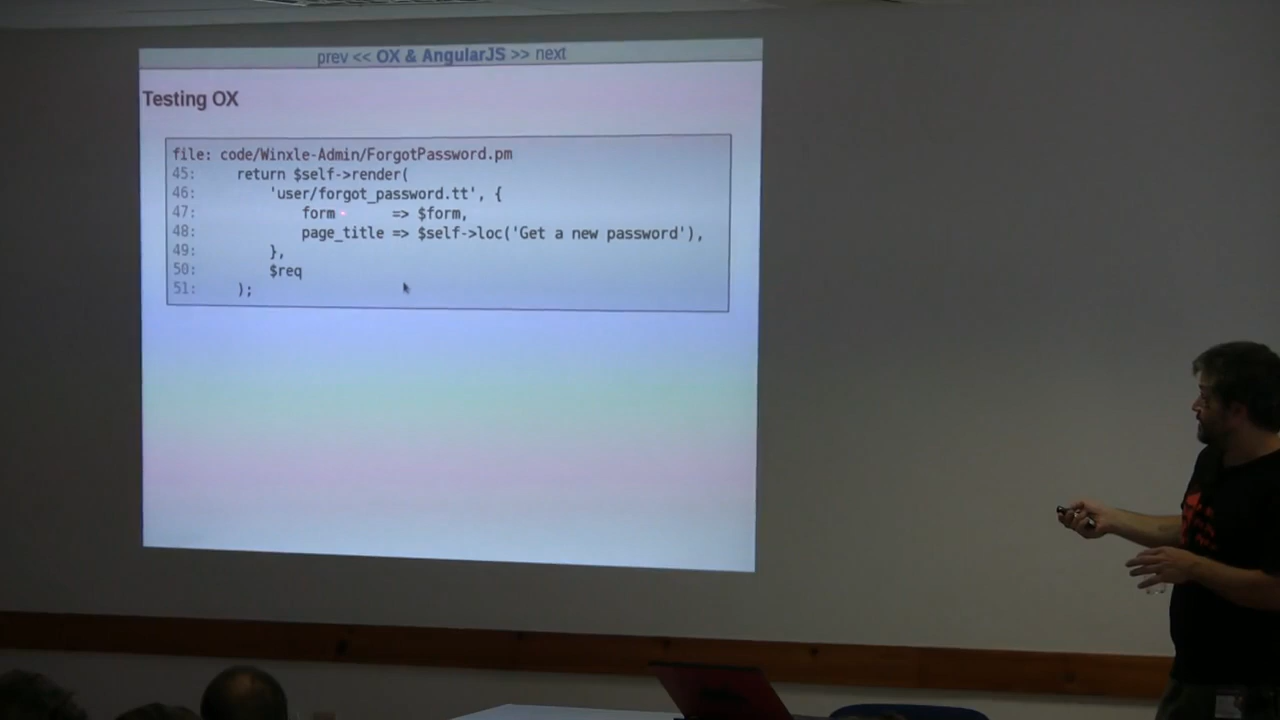 prev << OX & AngularJS >> next
Testing OX
file: code/Winxle-Admin/ForgotPassword.pm
45: return $self->render(
46: 'user/forgot_password.tt', {
47: form => $form,
48: page_title => $self->loc('Get a new password'),
49: },
50: $req
51: );